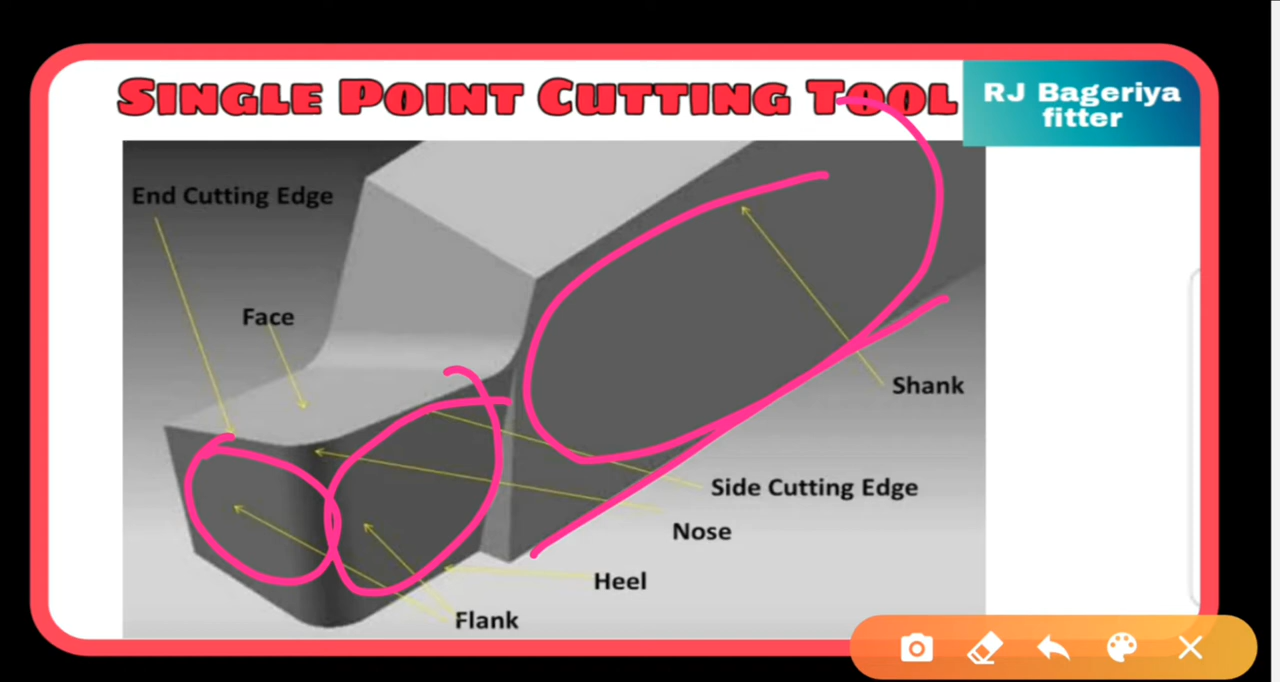 SINGLE POINT CUTTING TOOL
RJ Bageriya
fitter
End Cutting Edge
Face
Shank
Side Cutting Edge
Nose
Heel
Flank